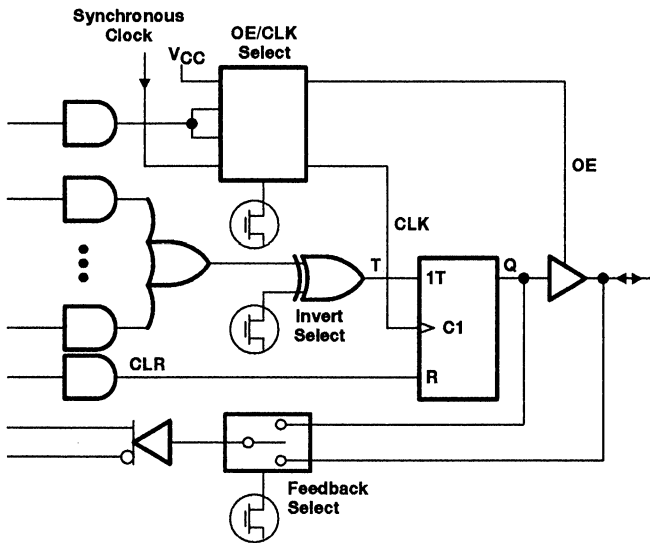 Synchronous
Clock
VCC
OE/CLK
Select
OE
CLK
T
1T
Q
Invert
Select
C1
CLR
R
Feedback
Select